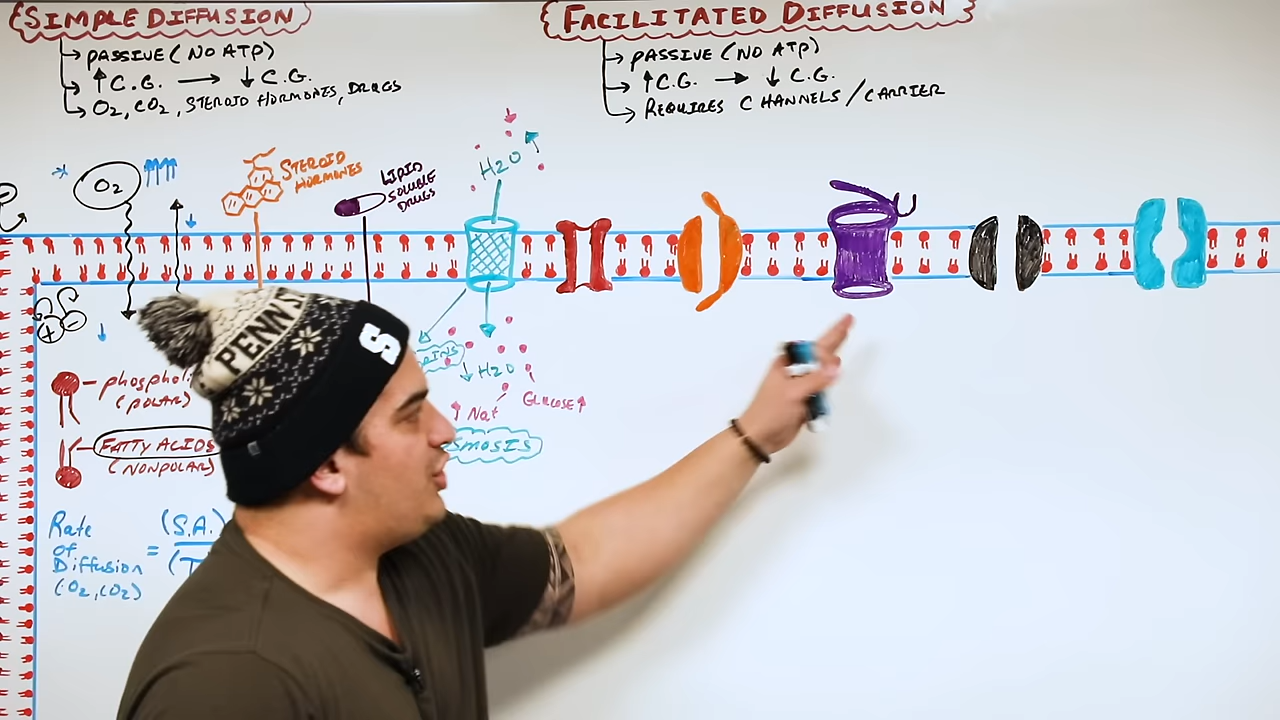 SIMPLE DIFFUSION
PASSIVE (NO ATP)
↑ C.G. → ↓ C.G.
O2, CO2, STEROID HORMONES, DRUGS
FACILITATED DIFFUSION
PASSIVE (NO ATP)
↑ C.G. → ↓ C.G.
REQUIRES CHANNELS/CARRIER
O2
STEROID
HORMONES
LIPID
SOLUBLE
DRUGS
H2O
↓ H2O
↑ Na+
GLUCOSE ↑
(POLAR)
FATTY ACIDS
(NONPOLAR)
Rate
of
Diffusion
(O2, CO2)
= (S.A.)
(T
PENN S
S